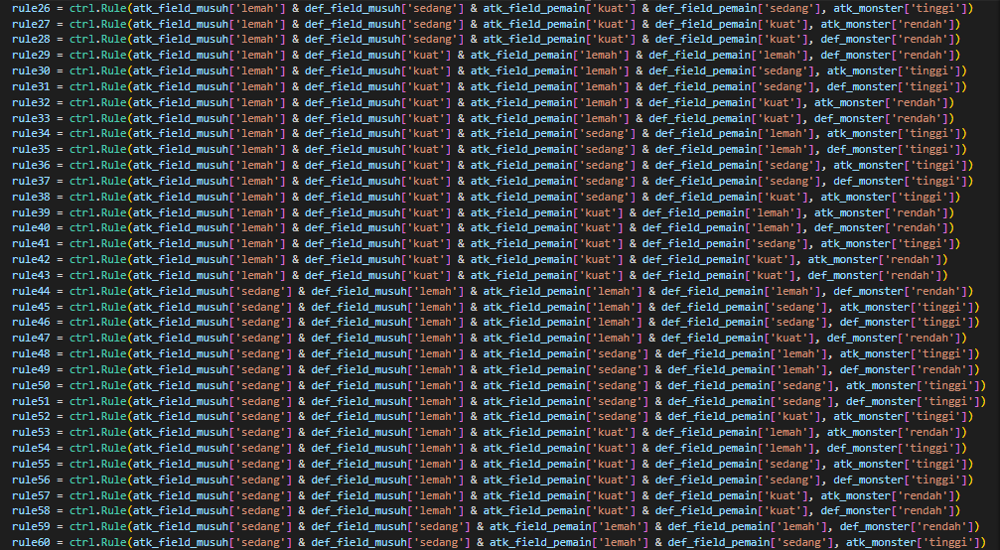 rule26 = ctrl.Rule(atk_field_musuh['lemah'] & def_field_musuh['sedang'] & atk_field_pemain['kuat'] & def_field_pemain['sedang'], atk_monster['tinggi'])
rule27 = ctrl.Rule(atk_field_musuh['lemah'] & def_field_musuh['sedang'] & atk_field_pemain['kuat'] & def_field_pemain['kuat'], atk_monster['rendah'])
rule28 = ctrl.Rule(atk_field_musuh['lemah'] & def_field_musuh['sedang'] & atk_field_pemain['kuat'] & def_field_pemain['kuat'], def_monster['rendah'])
rule29 = ctrl.Rule(atk_field_musuh['lemah'] & def_field_musuh['kuat'] & atk_field_pemain['lemah'] & def_field_pemain['lemah'], def_monster['rendah'])
rule30 = ctrl.Rule(atk_field_musuh['lemah'] & def_field_musuh['kuat'] & atk_field_pemain['lemah'] & def_field_pemain['sedang'], atk_monster['tinggi'])
rule31 = ctrl.Rule(atk_field_musuh['lemah'] & def_field_musuh['kuat'] & atk_field_pemain['lemah'] & def_field_pemain['sedang'], def_monster['tinggi'])
rule32 = ctrl.Rule(atk_field_musuh['lemah'] & def_field_musuh['kuat'] & atk_field_pemain['lemah'] & def_field_pemain['kuat'], atk_monster['rendah'])
rule33 = ctrl.Rule(atk_field_musuh['lemah'] & def_field_musuh['kuat'] & atk_field_pemain['lemah'] & def_field_pemain['kuat'], def_monster['rendah'])
rule34 = ctrl.Rule(atk_field_musuh['lemah'] & def_field_musuh['kuat'] & atk_field_pemain['sedang'] & def_field_pemain['lemah'], atk_monster['tinggi'])
rule35 = ctrl.Rule(atk_field_musuh['lemah'] & def_field_musuh['kuat'] & atk_field_pemain['sedang'] & def_field_pemain['lemah'], def_monster['rendah'])
rule36 = ctrl.Rule(atk_field_musuh['lemah'] & def_field_musuh['kuat'] & atk_field_pemain['sedang'] & def_field_pemain['sedang'], atk_monster['tinggi'])
rule37 = ctrl.Rule(atk_field_musuh['lemah'] & def_field_musuh['kuat'] & atk_field_pemain['sedang'] & def_field_pemain['sedang'], def_monster['tinggi'])
rule38 = ctrl.Rule(atk_field_musuh['lemah'] & def_field_musuh['kuat'] & atk_field_pemain['sedang'] & def_field_pemain['kuat'], atk_monster['tinggi'])
rule39 = ctrl.Rule(atk_field_musuh['lemah'] & def_field_musuh['kuat'] & atk_field_pemain['kuat'] & def_field_pemain['lemah'], atk_monster['rendah'])
rule40 = ctrl.Rule(atk_field_musuh['lemah'] & def_field_musuh['kuat'] & atk_field_pemain['kuat'] & def_field_pemain['lemah'], def_monster['rendah'])
rule41 = ctrl.Rule(atk_field_musuh['lemah'] & def_field_musuh['kuat'] & atk_field_pemain['kuat'] & def_field_pemain['sedang'], atk_monster['tinggi'])
rule42 = ctrl.Rule(atk_field_musuh['lemah'] & def_field_musuh['kuat'] & atk_field_pemain['kuat'] & def_field_pemain['kuat'], atk_monster['rendah'])
rule43 = ctrl.Rule(atk_field_musuh['lemah'] & def_field_musuh['kuat'] & atk_field_pemain['kuat'] & def_field_pemain['kuat'], def_monster['rendah'])
rule44 = ctrl.Rule(atk_field_musuh['sedang'] & def_field_musuh['lemah'] & atk_field_pemain['lemah'] & def_field_pemain['lemah'], def_monster['rendah'])
rule45 = ctrl.Rule(atk_field_musuh['sedang'] & def_field_musuh['lemah'] & atk_field_pemain['lemah'] & def_field_pemain['sedang'], atk_monster['tinggi'])
rule46 = ctrl.Rule(atk_field_musuh['sedang'] & def_field_musuh['lemah'] & atk_field_pemain['lemah'] & def_field_pemain['sedang'], def_monster['tinggi'])
rule47 = ctrl.Rule(atk_field_musuh['sedang'] & def_field_musuh['lemah'] & atk_field_pemain['lemah'] & def_field_pemain['kuat'], def_monster['rendah'])
rule48 = ctrl.Rule(atk_field_musuh['sedang'] & def_field_musuh['lemah'] & atk_field_pemain['sedang'] & def_field_pemain['lemah'], atk_monster['tinggi'])
rule49 = ctrl.Rule(atk_field_musuh['sedang'] & def_field_musuh['lemah'] & atk_field_pemain['sedang'] & def_field_pemain['lemah'], def_monster['rendah'])
rule50 = ctrl.Rule(atk_field_musuh['sedang'] & def_field_musuh['lemah'] & atk_field_pemain['sedang'] & def_field_pemain['sedang'], atk_monster['tinggi'])
rule51 = ctrl.Rule(atk_field_musuh['sedang'] & def_field_musuh['lemah'] & atk_field_pemain['sedang'] & def_field_pemain['sedang'], def_monster['tinggi'])
rule52 = ctrl.Rule(atk_field_musuh['sedang'] & def_field_musuh['lemah'] & atk_field_pemain['sedang'] & def_field_pemain['kuat'], atk_monster['tinggi'])
rule53 = ctrl.Rule(atk_field_musuh['sedang'] & def_field_musuh['lemah'] & atk_field_pemain['kuat'] & def_field_pemain['lemah'], atk_monster['rendah'])
rule54 = ctrl.Rule(atk_field_musuh['sedang'] & def_field_musuh['lemah'] & atk_field_pemain['kuat'] & def_field_pemain['lemah'], def_monster['tinggi'])
rule55 = ctrl.Rule(atk_field_musuh['sedang'] & def_field_musuh['lemah'] & atk_field_pemain['kuat'] & def_field_pemain['sedang'], atk_monster['tinggi'])
rule56 = ctrl.Rule(atk_field_musuh['sedang'] & def_field_musuh['lemah'] & atk_field_pemain['kuat'] & def_field_pemain['sedang'], def_monster['tinggi'])
rule57 = ctrl.Rule(atk_field_musuh['sedang'] & def_field_musuh['lemah'] & atk_field_pemain['kuat'] & def_field_pemain['kuat'], atk_monster['rendah'])
rule58 = ctrl.Rule(atk_field_musuh['sedang'] & def_field_musuh['lemah'] & atk_field_pemain['kuat'] & def_field_pemain['kuat'], def_monster['rendah'])
rule59 = ctrl.Rule(atk_field_musuh['sedang'] & def_field_musuh['sedang'] & atk_field_pemain['lemah'] & def_field_pemain['lemah'], def_monster['rendah'])
rule60 = ctrl.Rule(atk_field_musuh['sedang'] & def_field_musuh['sedang'] & atk_field_pemain['lemah'] & def_field_pemain['sedang'], atk_monster['tinggi'])